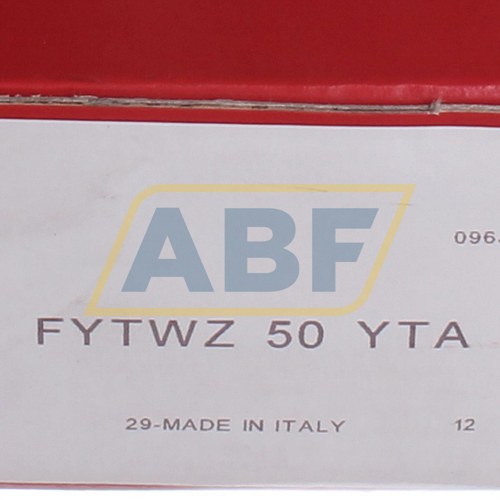 ABF
096
FYTWZ 50 YTA
29-MADE IN ITALY 12